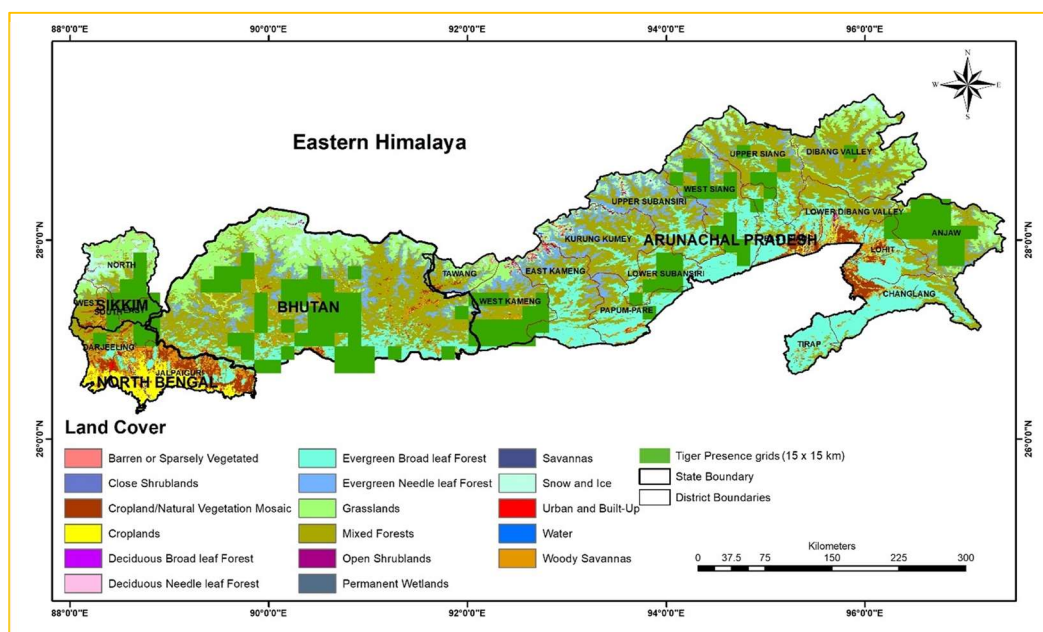 88°0'0"E 90°0'0"E 92°0'0"E 94°0'0"E 96°0'0"E
N
W E
S
Eastern Himalaya
UPPER SIANG
DIBANG VALLEY
WEST SIANG
UPPER SUBANSIRI
LOWER DIBANG VALLEY
28°0'0"N
28°0'0"N
KURUNG KUMEY
ARUNACHAL PRADESH
LOHIT
ANJAW
NORTH
TAWANG
EAST KAMENG
LOWER SUBANSIRI
WEST
SIKKIM
SOUTH
BHUTAN
WEST KAMENG
PAPUM-PARE
CHANGLANG
DARJEELING
TIRAP
JALPAIGURI
NORTH BENGAL
26°0'0"N
26°0'0"N
Land Cover
Barren or Sparsely Vegetated
Close Shrublands
Cropland/Natural Vegetation Mosaic
Croplands
Deciduous Broad leaf Forest
Deciduous Needle leaf Forest
Evergreen Broad leaf Forest
Evergreen Needle leaf Forest
Grasslands
Mixed Forests
Open Shrublands
Permanent Wetlands
Savannas
Snow and Ice
Urban and Built-Up
Water
Woody Savannas
Tiger Presence grids (15 x 15 km)
State Boundary
District Boundaries
Kilometers
0 37.5 75 150 225 300
88°0'0"E 90°0'0"E 92°0'0"E 94°0'0"E 96°0'0"E